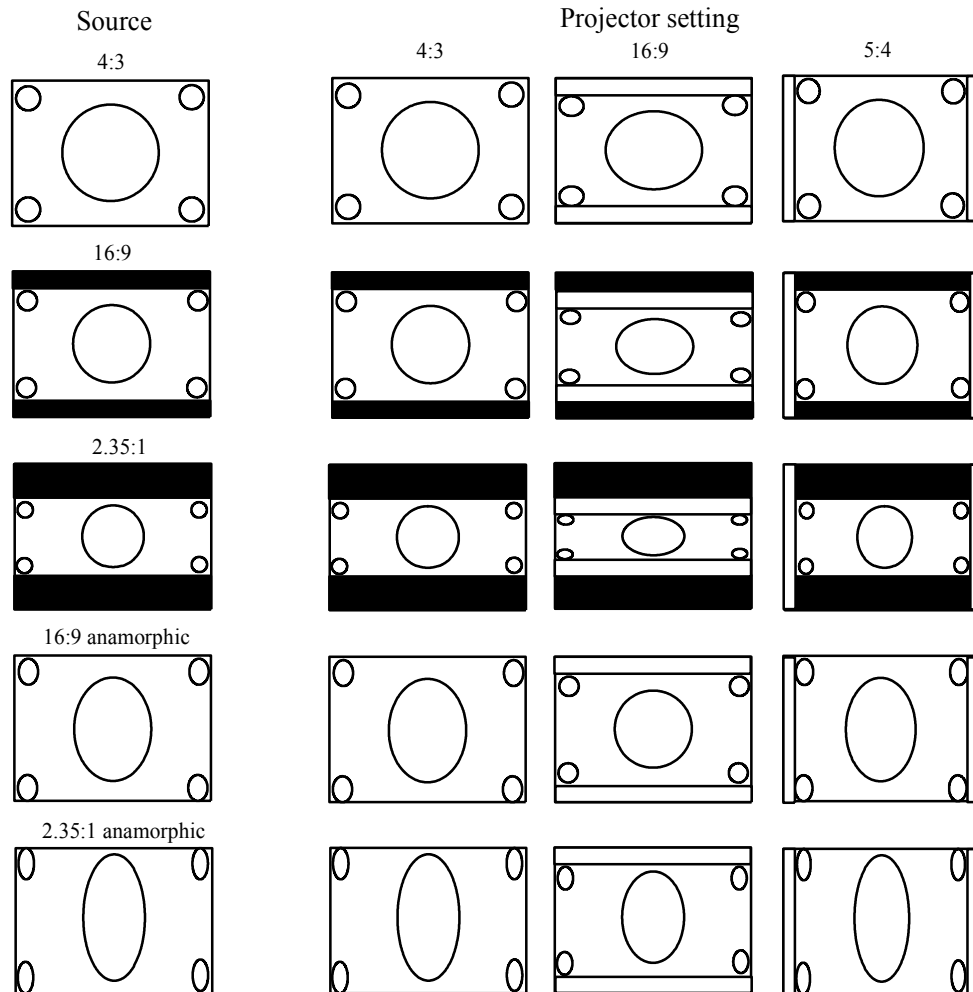 Source
Projector setting
4:3
4:3
16:9
5:4
16:9
2.35:1
16:9 anamorphic
2.35:1 anamorphic